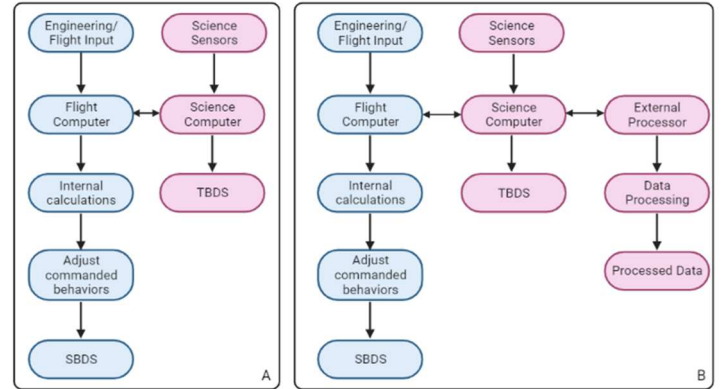 Engineering/
Flight Input
Science
Sensors
Flight
Computer
Science
Computer
Internal
calculations
TBDS
Adjust
commanded
behaviors
SBDS
A
Engineering/
Flight Input
Science
Sensors
Flight
Computer
Science
Computer
External
Processor
Internal
calculations
TBDS
Data
Processing
Adjust
commanded
behaviors
Processed Data
SBDS
B